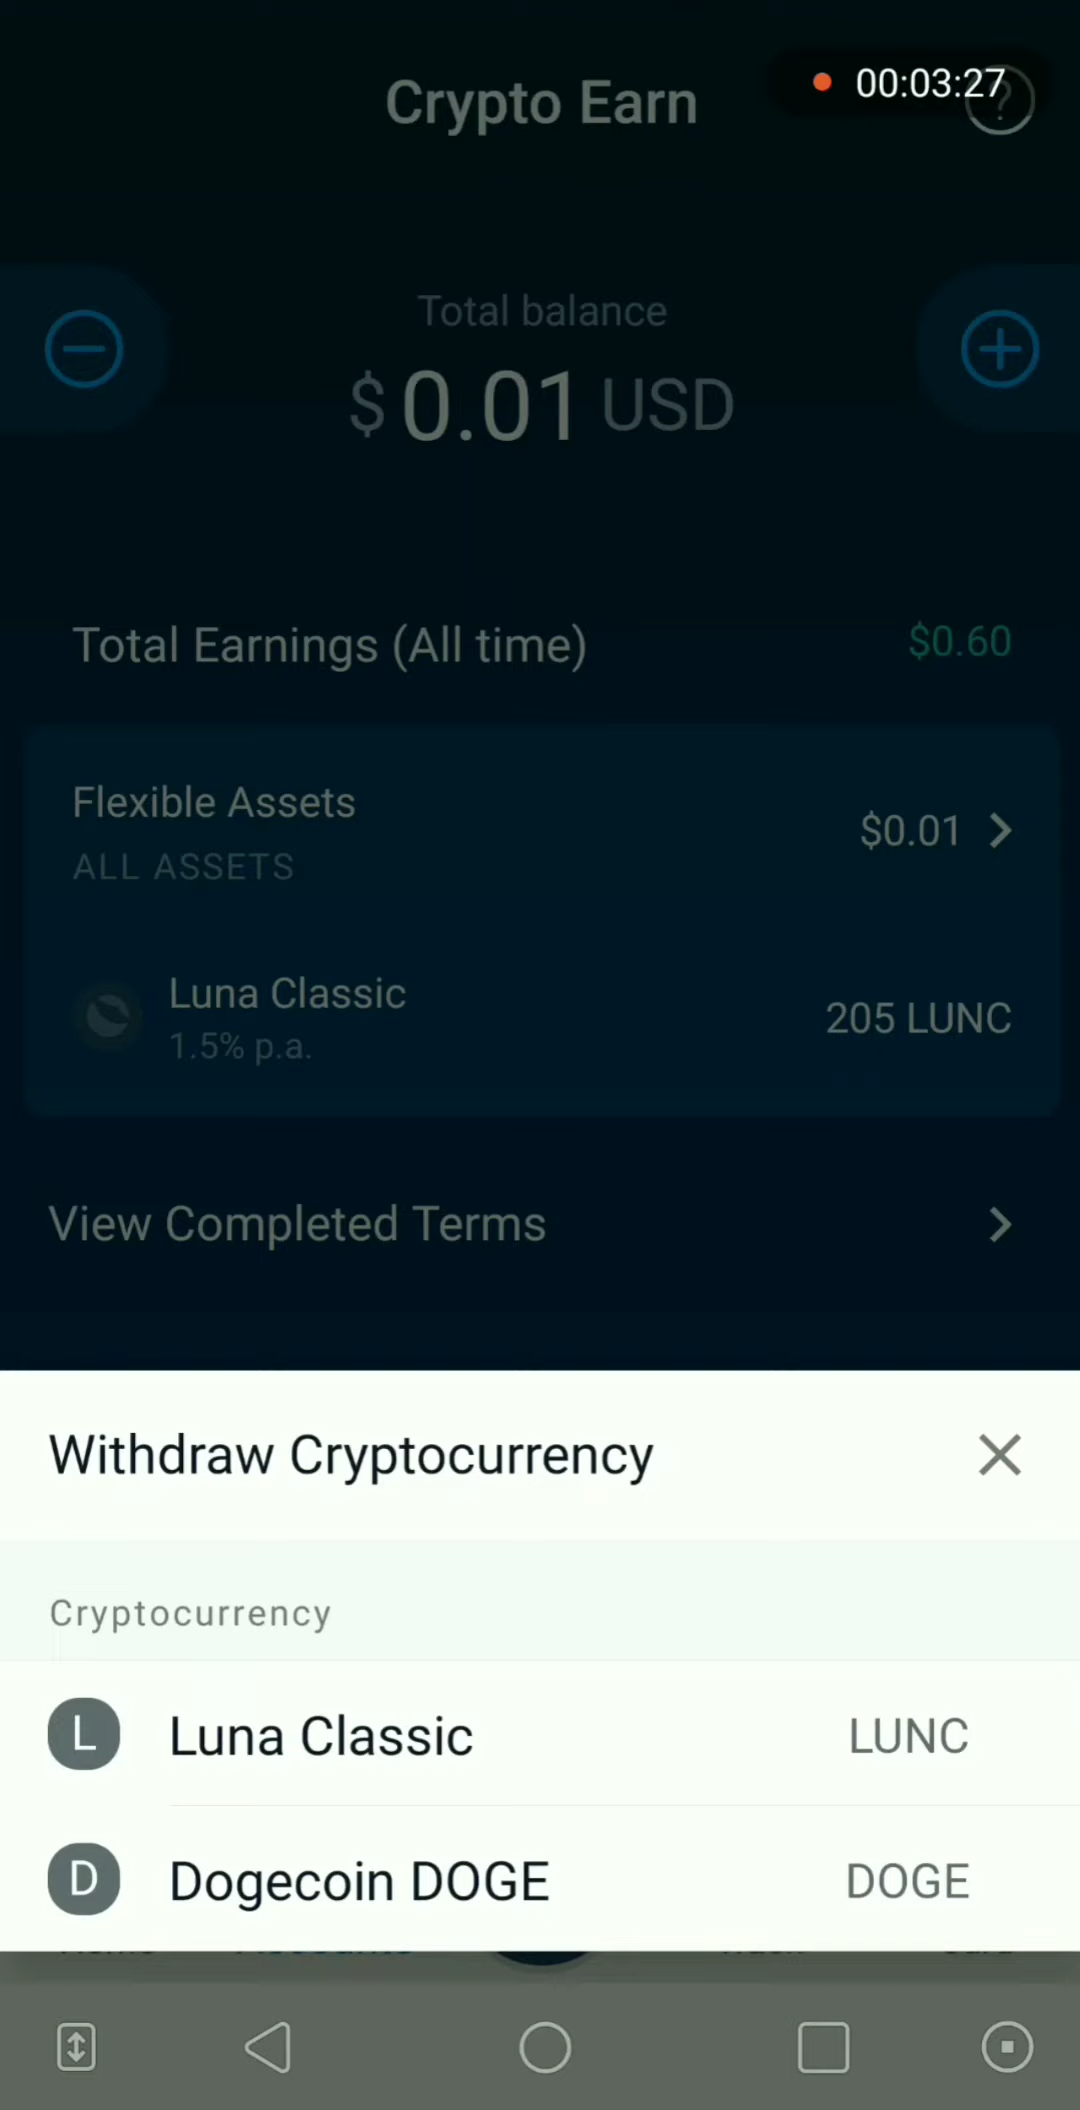 Crypto Earn
00:03:27
?
Total balance
$ 0.01 USD
Total Earnings (All time)
$0.60
Flexible Assets
ALL ASSETS
$0.01
Luna Classic
1.5% p.a.
205 LUNC
View Completed Terms
Withdraw Cryptocurrency
Cryptocurrency
L
Luna Classic
LUNC
D
Dogecoin DOGE
DOGE